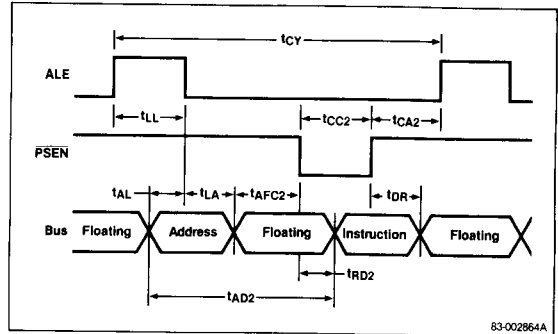 tCY
ALE
tLL
tCC2
tCA2
PSEN
tAL
tLA
tAFC2
tDR
Bus
Floating
Address
Floating
Instruction
Floating
tRD2
tAD2
83-002864A